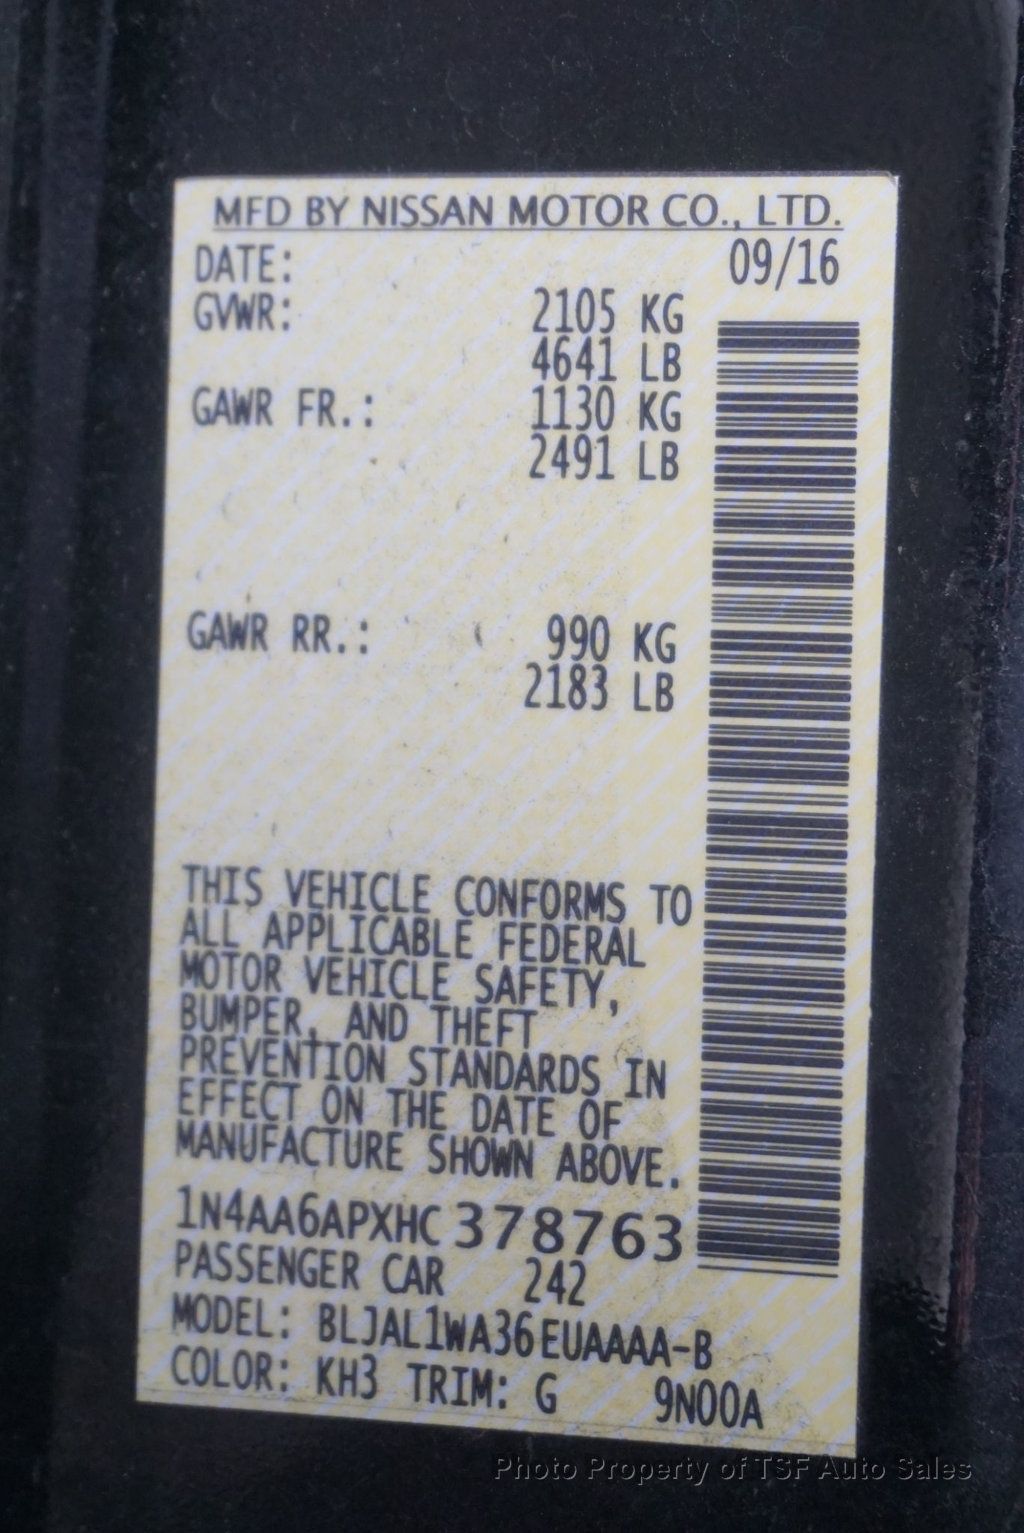 MFD BY NISSAN MOTOR CO., LTD.
DATE: 09/16
GVWR: 2105 KG
4641 LB
GAWR FR.: 1130 KG
2491 LB
GAWR RR.: 990 KG
2183 LB
THIS VEHICLE CONFORMS TO
ALL APPLICABLE FEDERAL
MOTOR VEHICLE SAFETY,
BUMPER, AND THEFT
PREVENTION STANDARDS IN
EFFECT ON THE DATE OF
MANUFACTURE SHOWN ABOVE.
1N4AA6APXHC378763
PASSENGER CAR 242
MODEL: BLJAL1WA36EUAAAA-B
COLOR: KH3 TRIM: G 9N00A
Photo Property of TSF Auto Sales